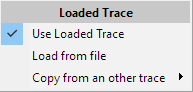 Loaded Trace
Use Loaded Trace
Load from file
Copy from an other trace